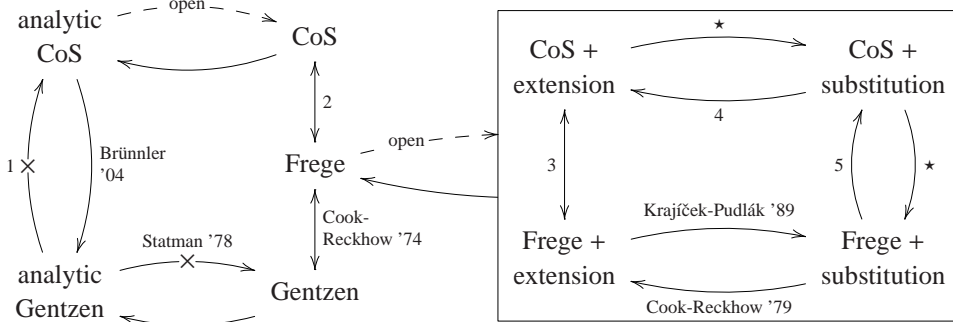 open
analytic
CoS
CoS
2
1
Brünnler
'04
Frege
open
Cook-
Reckhow '74
Statman '78
analytic
Gentzen
Gentzen
CoS +
extension
★
CoS +
substitution
4
3
5
★
Krajíček-Pudlák '89
Frege +
extension
Frege +
substitution
Cook-Reckhow '79